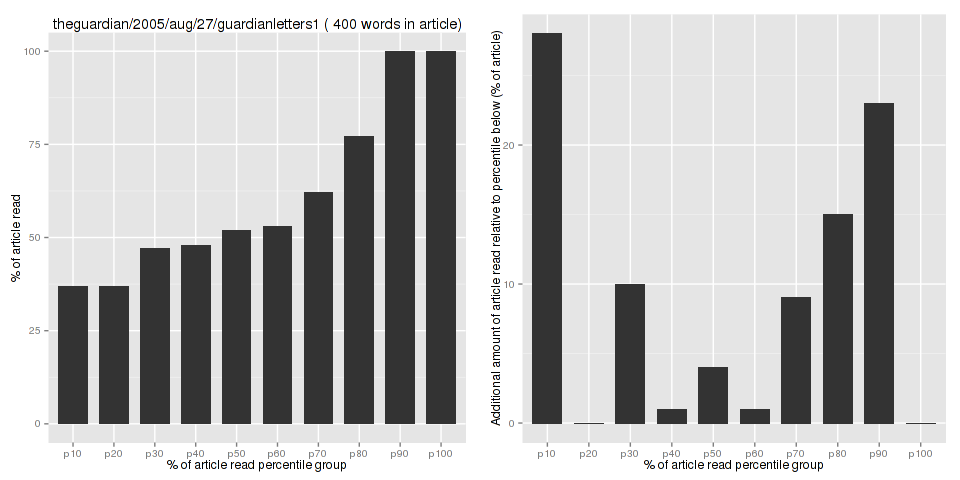 theguardian/2005/aug/27/guardianletters1 ( 400 words in article)
% of article read
100
75
50
25
0
p10 p20 p30 p40 p50 p60 p70 p80 p90 p100
% of article read percentile group
Additional amount of article read relative to percentile below (% of article)
20
10
0
p10 p20 p30 p40 p50 p60 p70 p80 p90 p100
% of article read percentile group